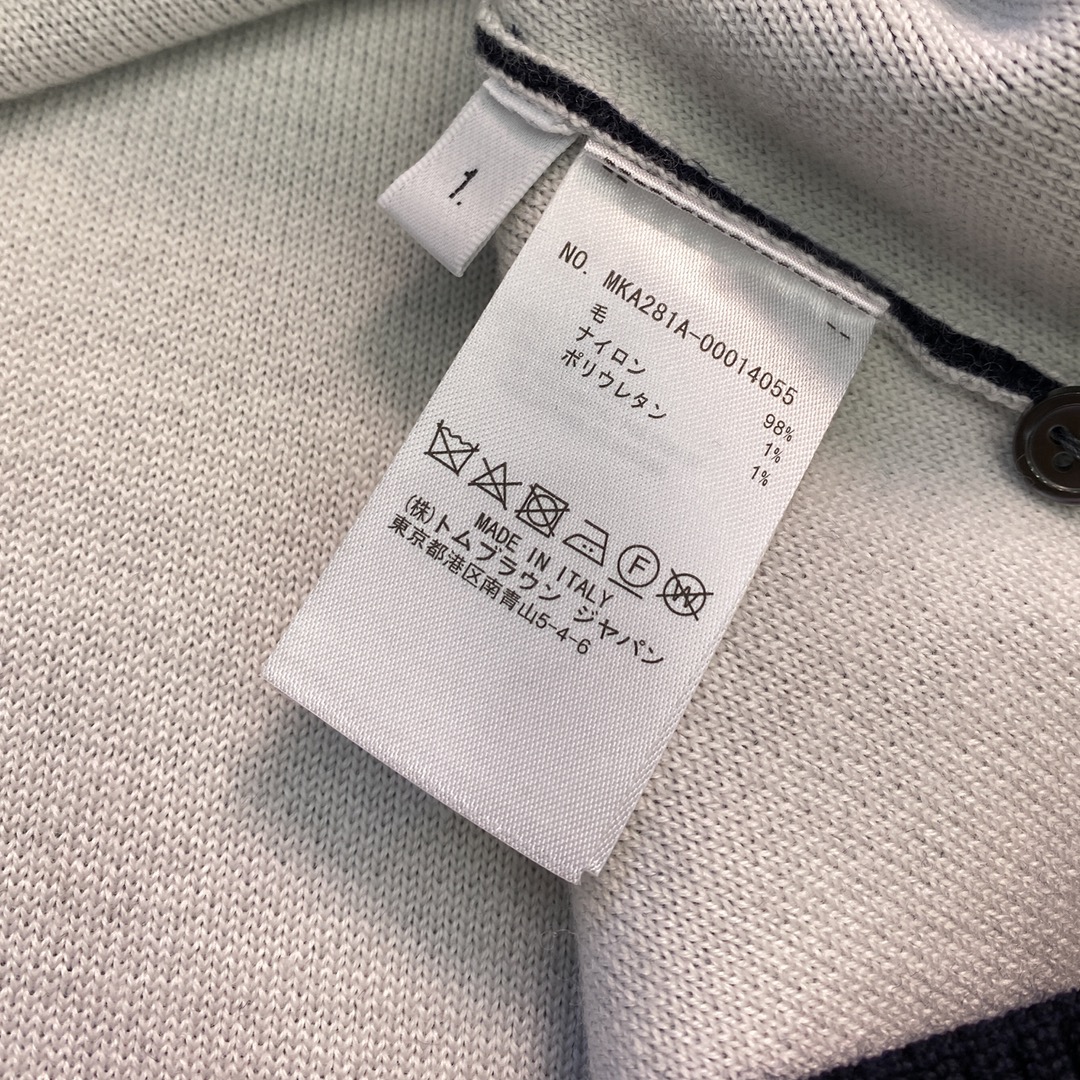 1.
NO. MKA281A-00014055
毛 98%
ナイロン 1%
ポリウレタン 1%
F W
MADE IN ITALY
(株)トムブラウン ジャパン
東京都港区南青山5-4-6